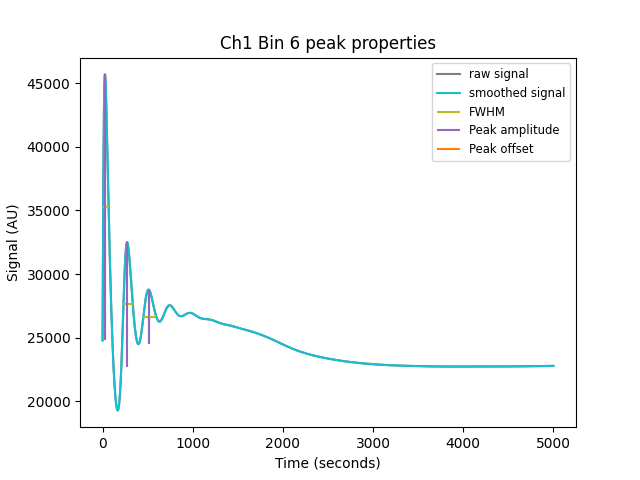 Ch1 Bin 6 peak properties
raw signal
smoothed signal
FWHM
Peak amplitude
Peak offset
Signal (AU)
45000
40000
35000
30000
25000
20000
0 1000 2000 3000 4000 5000
Time (seconds)